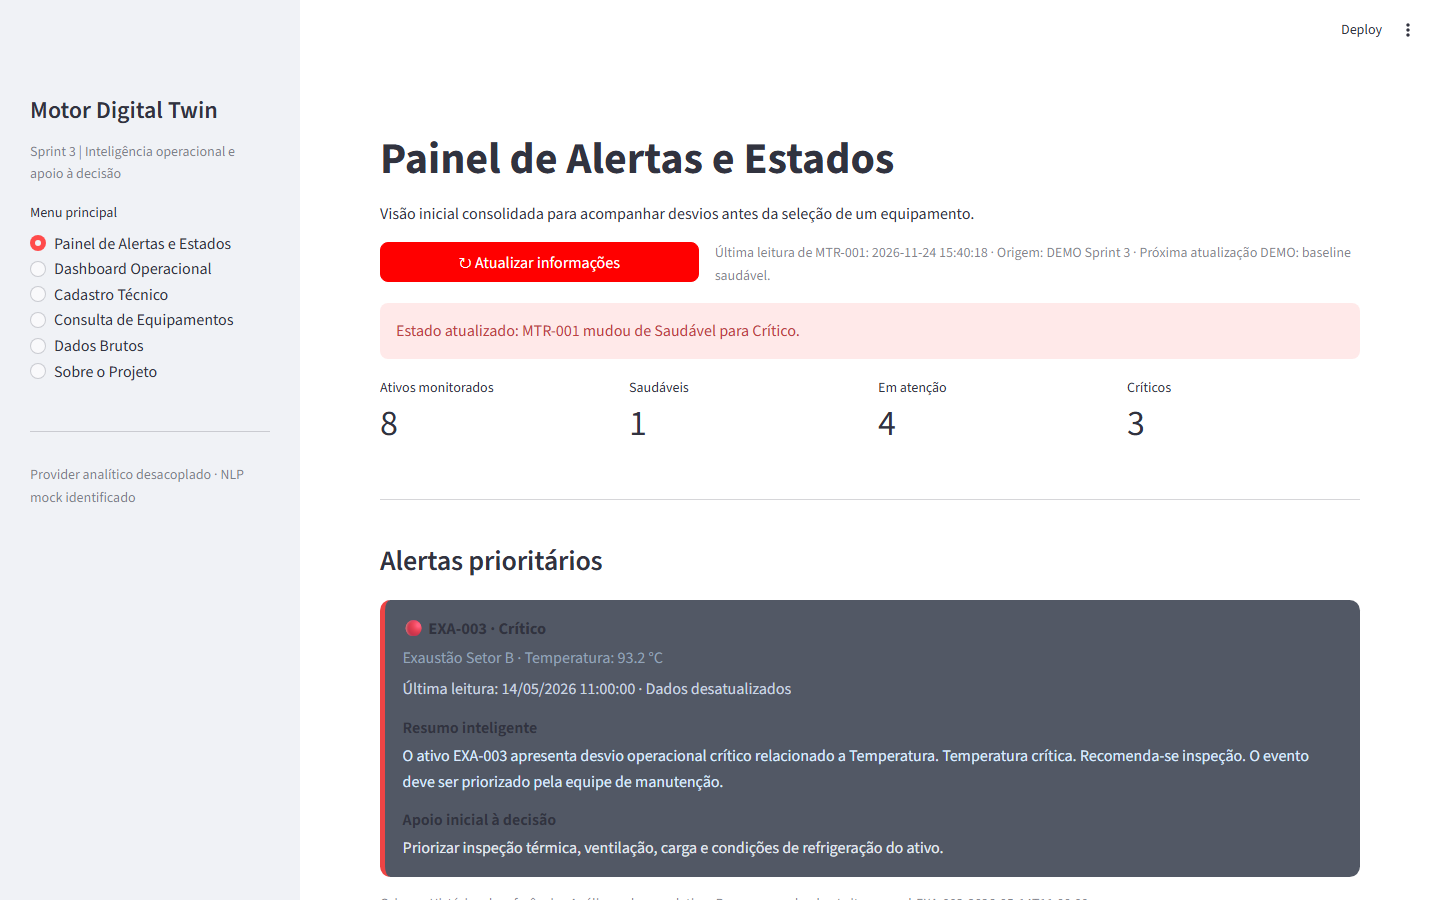 Deploy
Motor Digital Twin
Sprint 3 | Inteligência operacional e
apoio à decisão
Menu principal
Painel de Alertas e Estados
Dashboard Operacional
Cadastro Técnico
Consulta de Equipamentos
Dados Brutos
Sobre o Projeto
Provider analítico desacoplado · NLP
mock identificado
Painel de Alertas e Estados
Visão inicial consolidada para acompanhar desvios antes da seleção de um equipamento.
↻ Atualizar informações
Última leitura de MTR-001: 2026-11-24 15:40:18 · Origem: DEMO Sprint 3 · Próxima atualização DEMO: baseline
saudável.
Estado atualizado: MTR-001 mudou de Saudável para Crítico.
Ativos monitorados
8
Saudáveis
1
Em atenção
4
Críticos
3
Alertas prioritários
EXA-003 · Crítico
Exaustão Setor B · Temperatura: 93.2 °C
Última leitura: 14/05/2026 11:00:00 · Dados desatualizados
Resumo inteligente
O ativo EXA-003 apresenta desvio operacional crítico relacionado a Temperatura. Temperatura crítica. Recomenda-se inspeção. O evento
deve ser priorizado pela equipe de manutenção.
Apoio inicial à decisão
Priorizar inspeção térmica, ventilação, carga e condições de refrigeração do ativo.